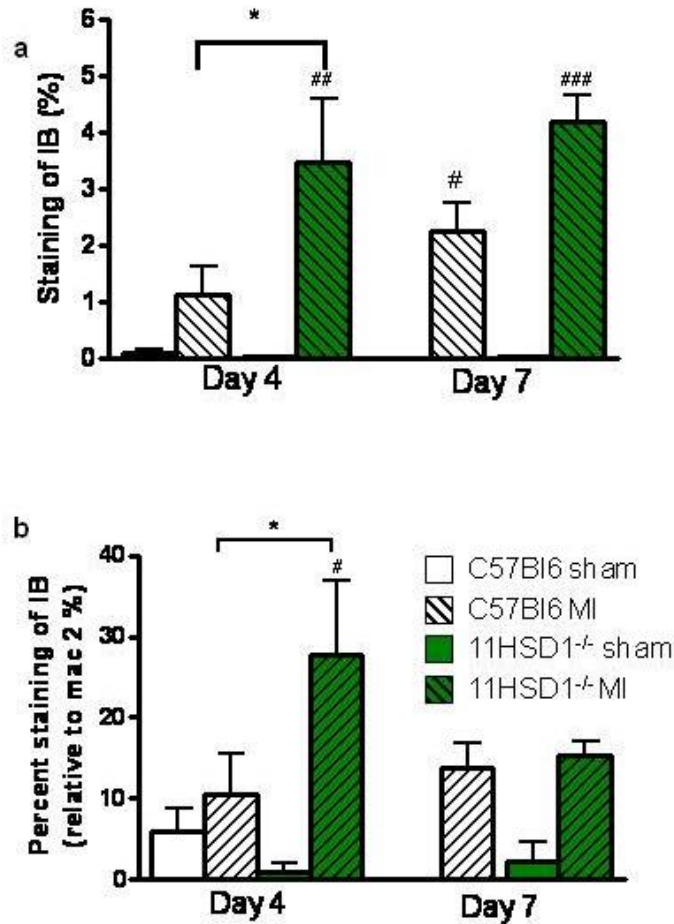 a
Staining of IB (%)
6
5
4
3
2
1
0
*
##
#
###
Day 4
Day 7
b
Percent staining of IB
(relative to mac 2 %)
40
30
20
10
0
*
#
C57Bl6 sham
C57Bl6 MI
11HSD1-/- sham
11HSD1-/- MI
Day 4
Day 7